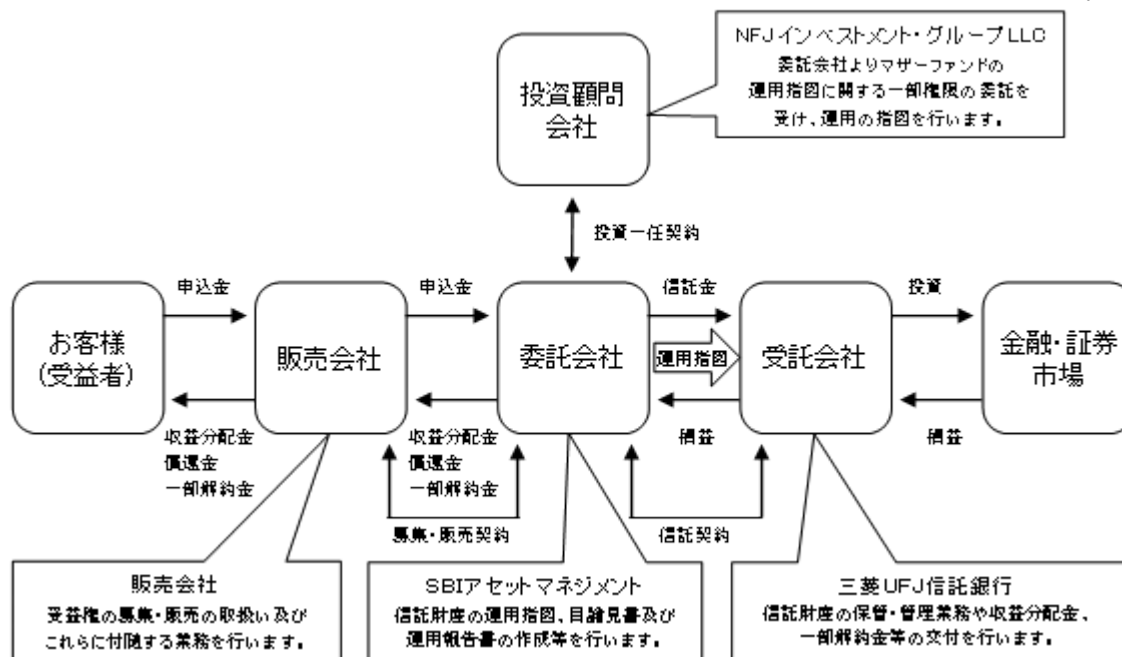 NFJインベストメント・グループLLC
委託会社よりマザーファンドの
運用指図に関する一部権限の委託を
受け、運用の指図を行います。
投資顧問
会社
投資一任契約
申込金
申込金
信託金
投資
お客様
(受益者)
販売会社
委託会社
運用指図
受託会社
金融・証券
市場
収益分配金
償還金
一部解約金
収益分配金
償還金
一部解約金
損益
損益
募集・販売契約
信託契約
販売会社
受益権の募集・販売の取扱い及び
これらに付随する業務を行います。
SBIアセットマネジメント
信託財産の運用指図、目論見書及び
運用報告書の作成等を行います。
三菱UFJ信託銀行
信託財産の保管・管理業務や収益分配金、
一部解約金等の交付を行います。